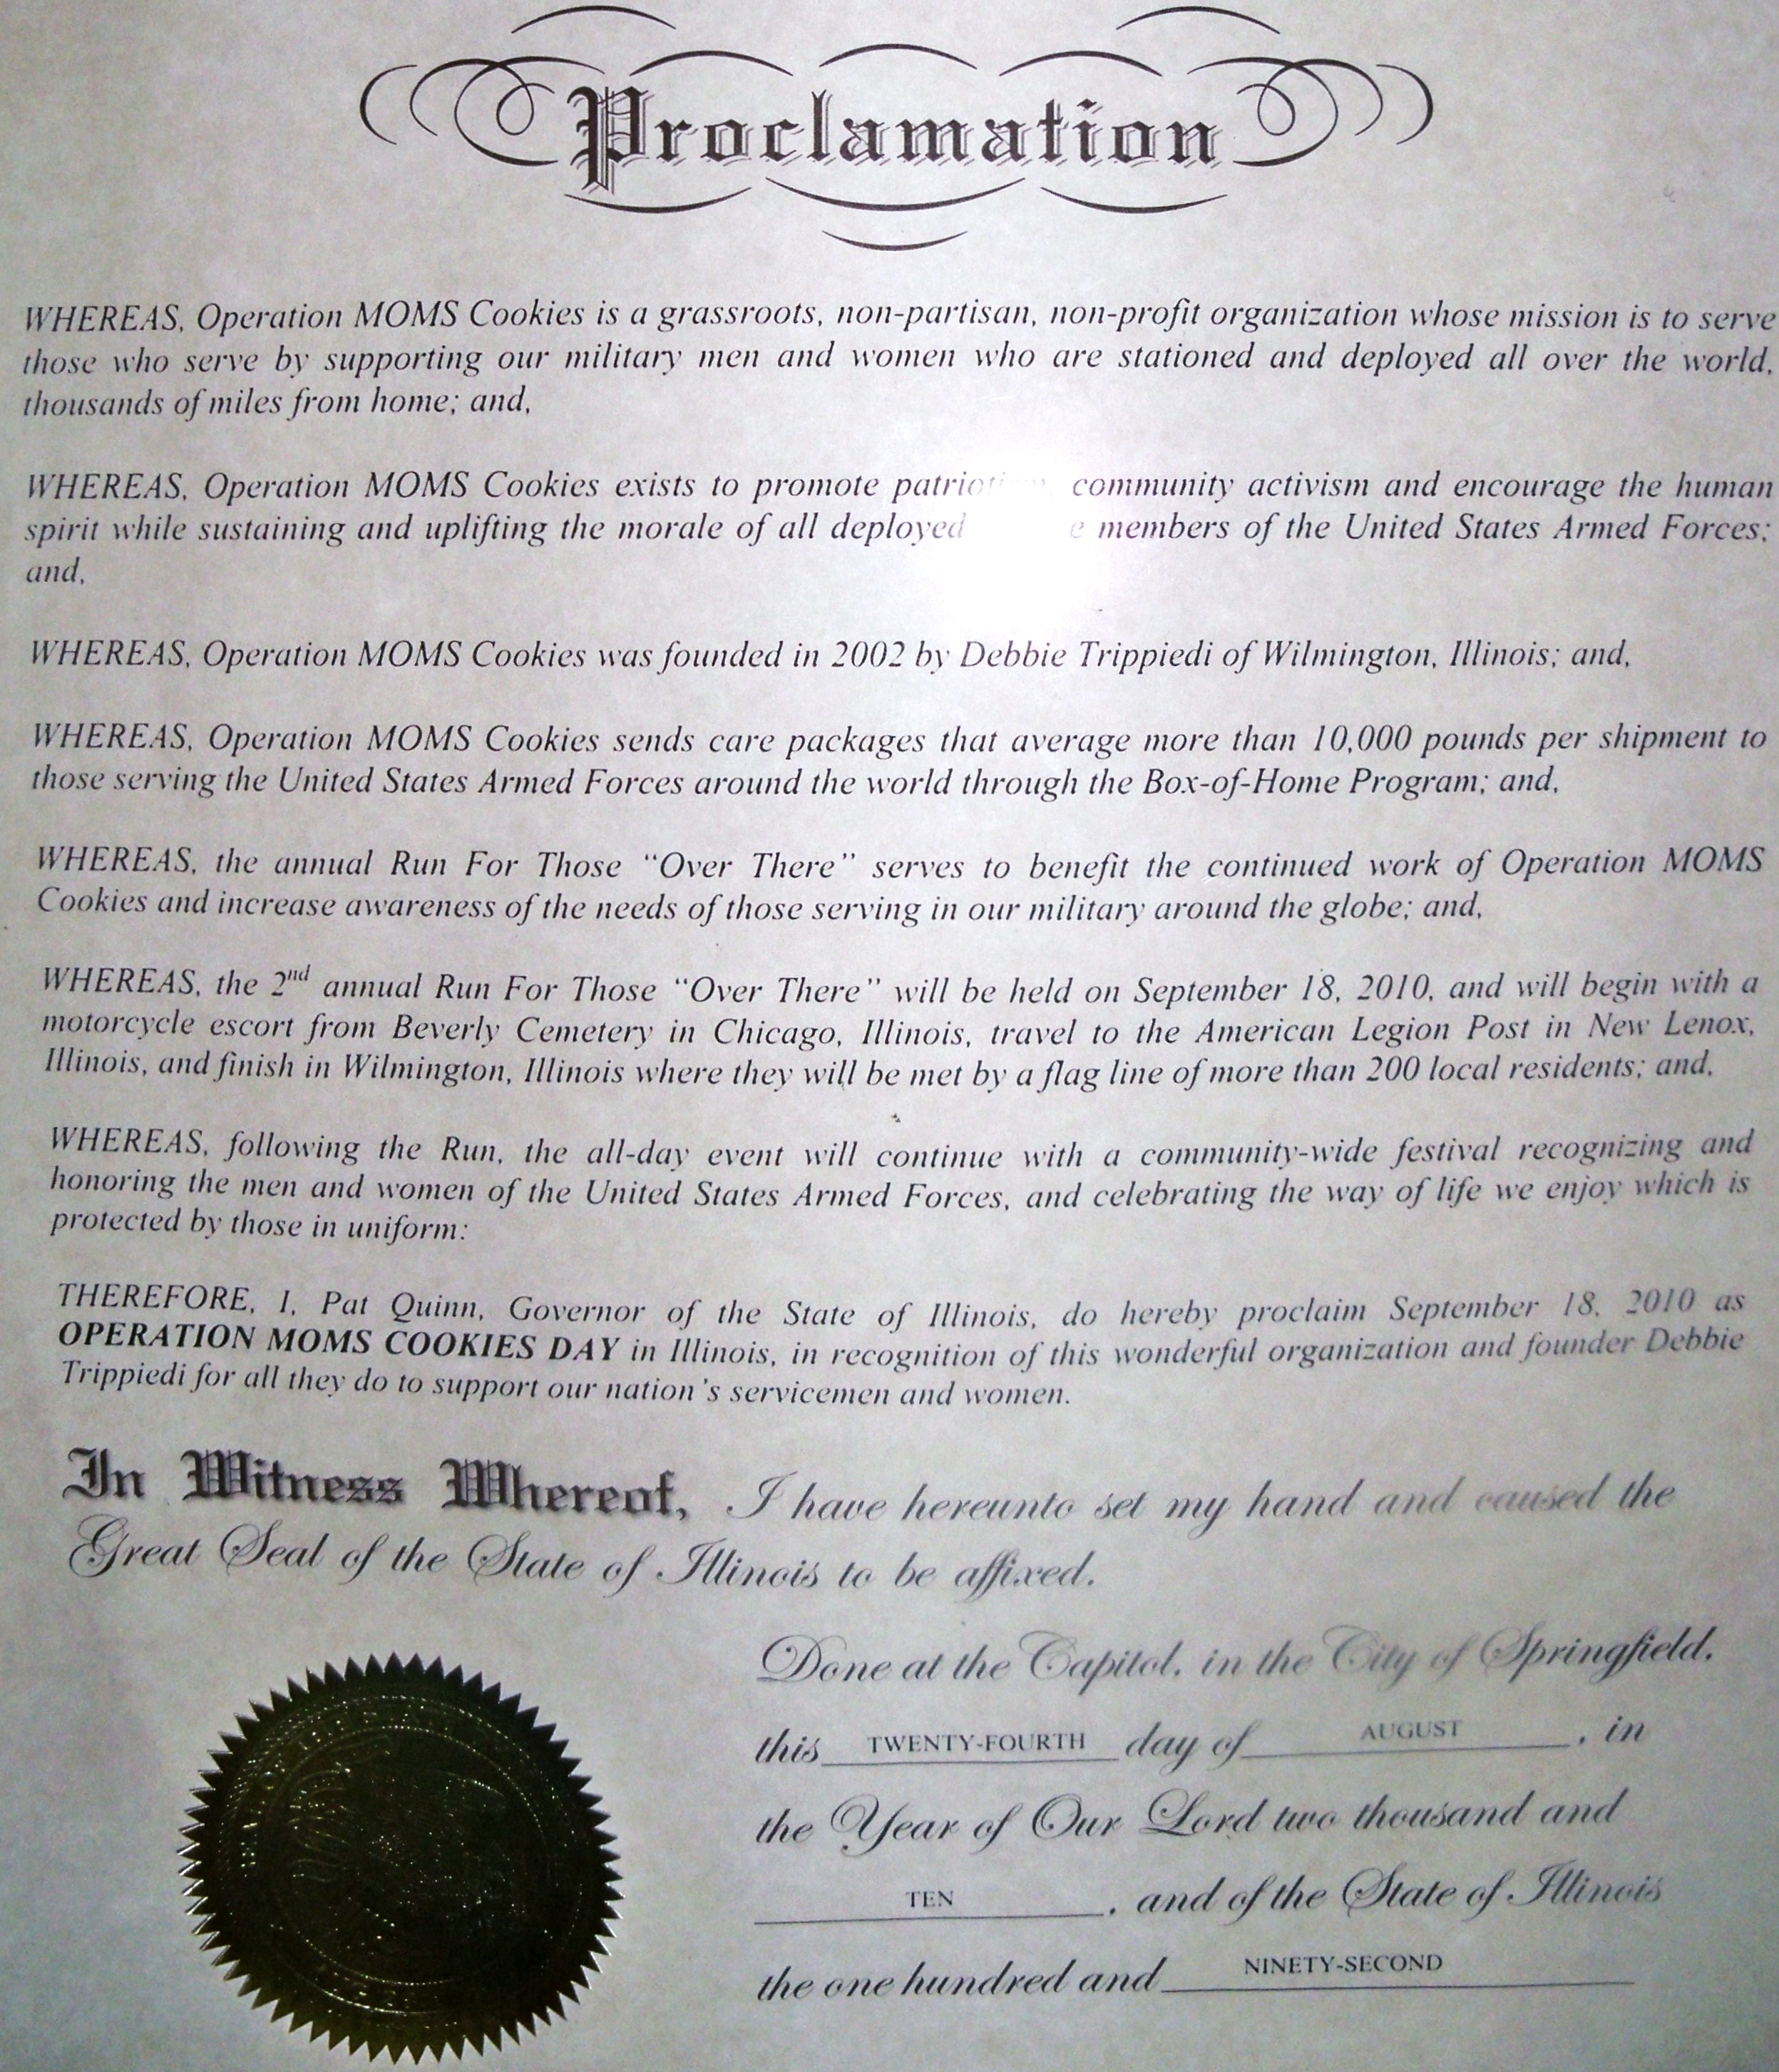 Proclamation
WHEREAS, Operation MOMS Cookies is a grassroots, non-partisan, non-profit organization whose mission is to serve
those who serve by supporting our military men and women who are stationed and deployed all over the world,
thousands of miles from home; and,
WHEREAS, Operation MOMS Cookies exists to promote community activism and encourage the human
spirit while sustaining and uplifting the morale of all deployed members of the United States Armed Forces;
and,
WHEREAS, Operation MOMS Cookies was founded in 2002 by Debbie Trippiedi of Wilmington, Illinois; and,
WHEREAS, Operation MOMS Cookies sends care packages that average more than 10,000 pounds per shipment to
those serving the United States Armed Forces around the world through the Box-of-Home Program; and,
WHEREAS, the annual Run For Those “Over There” serves to benefit the continued work of Operation MOMS
Cookies and increase awareness of the needs of those serving in our military around the globe; and,
WHEREAS, the 2nd annual Run For Those “Over There” will be held on September 18, 2010, and will begin with a
motorcycle escort from Beverly Cemetery in Chicago, Illinois, travel to the American Legion Post in New Lenox,
Illinois, and finish in Wilmington, Illinois where they will be met by a flag line of more than 200 local residents; and,
WHEREAS, following the Run, the all-day event will continue with a community-wide festival recognizing and
honoring the men and women of the United States Armed Forces, and celebrating the way of life we enjoy which is
protected by those in uniform:
THEREFORE, I, Pat Quinn, Governor of the State of Illinois, do hereby proclaim September 18, 2010 as
OPERATION MOMS COOKIES DAY in Illinois, in recognition of this wonderful organization and founder Debbie
Trippiedi for all they do to support our nation's servicemen and women.
In Witness Whereof, I have hereunto set my hand and caused the
Great Seal of the State of Illinois to be affixed.
Done at the Capitol, in the City of Springfield,
this TWENTY-FOURTH day of AUGUST, in
the Year of Our Lord two thousand and
TEN, and of the State of Illinois
the one hundred and NINETY-SECOND